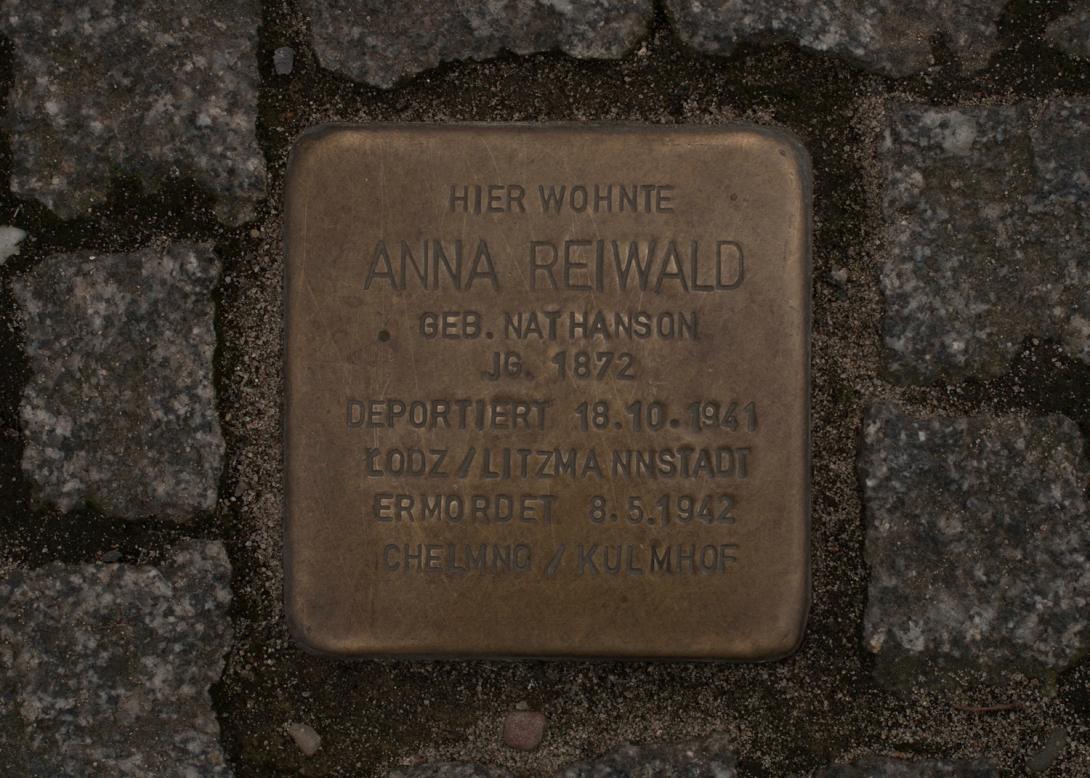 HIER WOHNTE
ANNA REIWALD
GEB. NATHANSON
JG. 1872
DEPORTIERT 18.10.1941
ŁODZ/LITZMANNSTADT
ERMORDET 8.5.1942
CHELMNO / KULMHOF